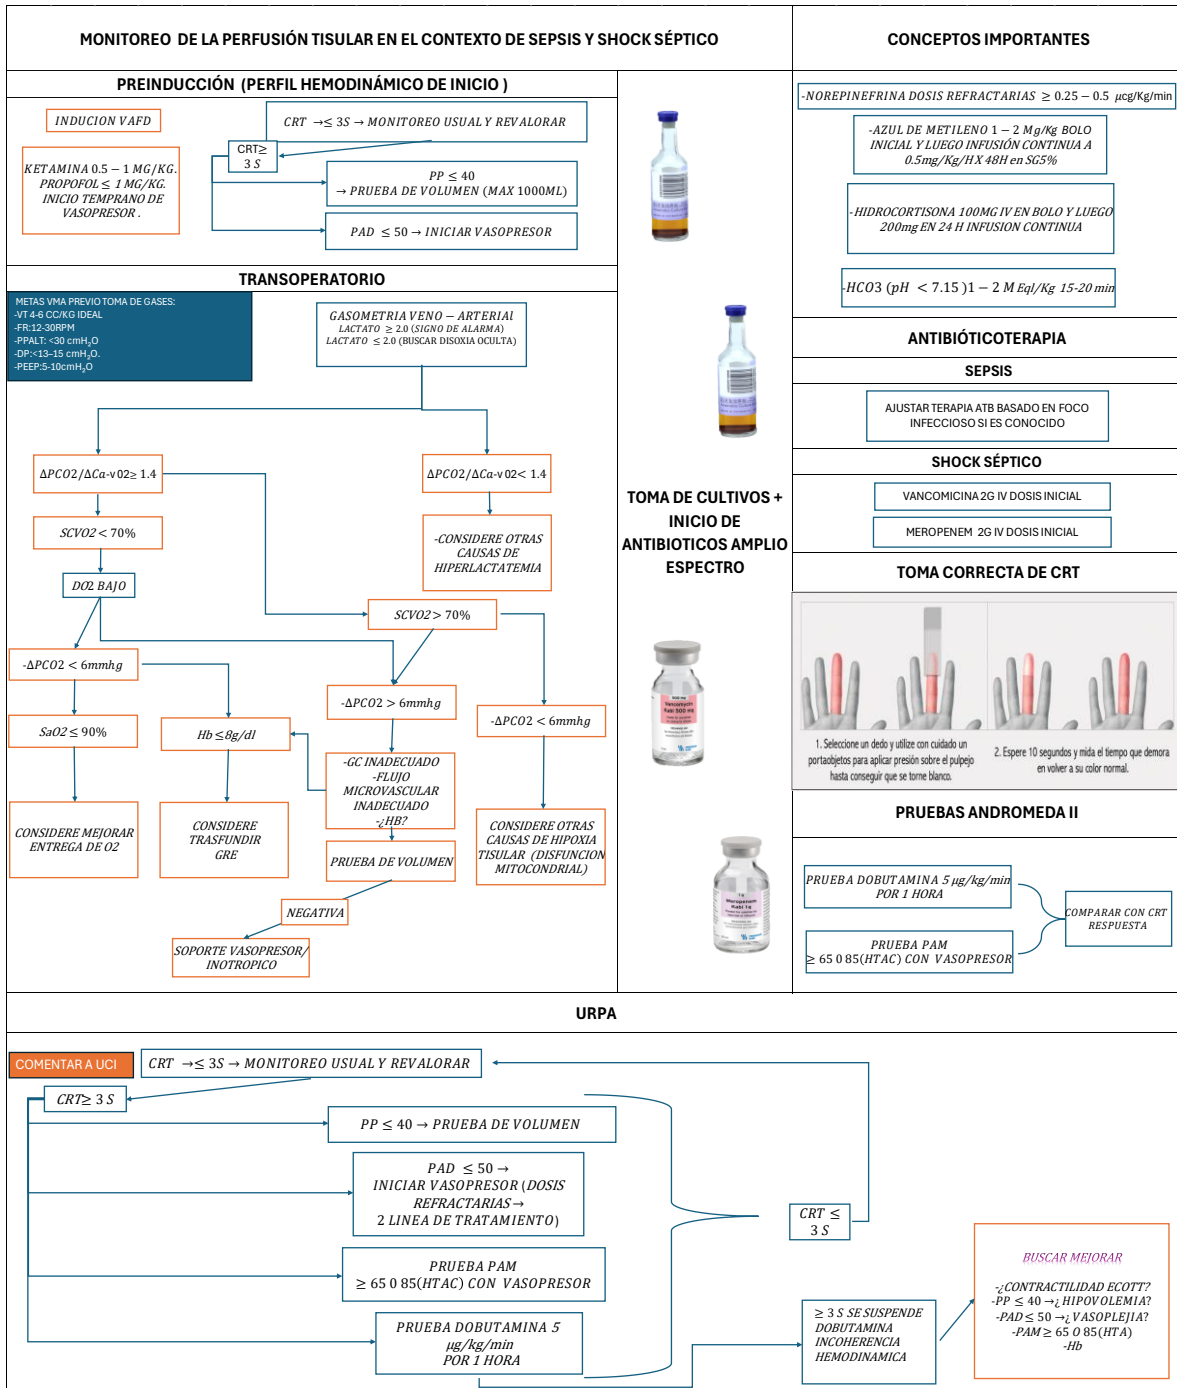 MONITOREO DE LA PERFUSIÓN TISULAR EN EL CONTEXTO DE SEPSIS Y SHOCK SÉPTICO
PREINDUCCIÓN (PERFIL HEMODINÁMICO DE INICIO )
INDUCION VAFD
KETAMINA 0.5 − 1 MG/KG.
PROPOFOL ≤ 1 MG/KG.
INICIO TEMPRANO DE
VASOPRESOR .
CRT →≤ 3S → MONITOREO USUAL Y REVALORAR
CRT≥
3 S
PP ≤ 40
→ PRUEBA DE VOLUMEN (MAX 1000ML)
PAD ≤ 50 → INICIAR VASOPRESOR
TRANSOPERATORIO
METAS VMA PREVIO TOMA DE GASES:
-VT 4-6 CC/KG IDEAL
-FR:12-30RPM
-PPALT: <30 cmH₂O
-DP:<13–15 cmH₂O.
-PEEP:5-10cmH₂O
GASOMETRIA VENO − ARTERIAl
LACTATO ≥ 2.0 (SIGNO DE ALARMA)
LACTATO ≤ 2.0 (BUSCAR DISOXIA OCULTA)
ΔPCO2/ΔCa-v02≥ 1.4
ΔPCO2/ΔCa-v02< 1.4
SCVO2 < 70%
-CONSIDERE OTRAS
CAUSAS DE
HIPERLACTATEMIA
DO2 BAJO
SCVO2 > 70%
-ΔPCO2 < 6mmhg
-ΔPCO2 > 6mmhg
-ΔPCO2 < 6mmhg
SaO2 ≤ 90%
Hb ≤8g/dl
-GC INADECUADO
-FLUJO
MICROVASCULAR
INADECUADO
-¿HB?
CONSIDERE MEJORAR
ENTREGA DE O2
CONSIDERE
TRASFUNDIR
GRE
CONSIDERE OTRAS
CAUSAS DE HIPOXIA
TISULAR (DISFUNCION
MITOCONDRIAL)
PRUEBA DE VOLUMEN
NEGATIVA
SOPORTE VASOPRESOR/
INOTROPICO
TOMA DE CULTIVOS +
INICIO DE
ANTIBIOTICOS AMPLIO
ESPECTRO
Vancomycin
Kabi 500 mg
1g
Meropenem
Kabi 1g
CONCEPTOS IMPORTANTES
-NOREPINEFRINA DOSIS REFRACTARIAS ≥ 0.25 − 0.5 μcg/Kg/min
-AZUL DE METILENO 1 − 2 Mg/Kg BOLO
INICIAL Y LUEGO INFUSIÓN CONTINUA A
0.5mg/Kg/H X 48H en SG5%
-HIDROCORTISONA 100MG IV EN BOLO Y LUEGO
200mg EN 24 H INFUSION CONTINUA
-HCO3 (pH < 7.15 )1 − 2 M Eql/Kg 15-20 min
ANTIBIÓTICOTERAPIA
SEPSIS
AJUSTAR TERAPIA ATB BASADO EN FOCO
INFECCIOSO SI ES CONOCIDO
SHOCK SÉPTICO
VANCOMICINA 2G IV DOSIS INICIAL
MEROPENEM 2G IV DOSIS INICIAL
TOMA CORRECTA DE CRT
1. Seleccione un dedo y utilize con cuidado un
portaobjetos para aplicar presión sobre el pulpejo
hasta conseguir que se torne blanco.
2. Espere 10 segundos y mida el tiempo que demora
en volver a su color normal.
PRUEBAS ANDROMEDA II
PRUEBA DOBUTAMINA 5 μg/kg/min
POR 1 HORA
PRUEBA PAM
≥ 65 0 85(HTAC) CON VASOPRESOR
COMPARAR CON CRT
RESPUESTA
URPA
COMENTAR A UCI
CRT →≤ 3S → MONITOREO USUAL Y REVALORAR
CRT≥ 3 S
PP ≤ 40 → PRUEBA DE VOLUMEN
PAD ≤ 50 →
INICIAR VASOPRESOR (DOSIS
REFRACTARIAS →
2 LINEA DE TRATAMIENTO)
PRUEBA PAM
≥ 65 0 85(HTAC) CON VASOPRESOR
PRUEBA DOBUTAMINA 5
μg/kg/min
POR 1 HORA
CRT ≤
3 S
≥ 3 S SE SUSPENDE
DOBUTAMINA
INCOHERENCIA
HEMODINAMICA
BUSCAR MEJORAR
-¿CONTRACTILIDAD ECOTT?
-PP ≤ 40 →¿HIPOVOLEMIA?
-PAD≤ 50 →¿VASOPLEJIA?
-PAM≥ 65 O 85(HTA)
-Hb